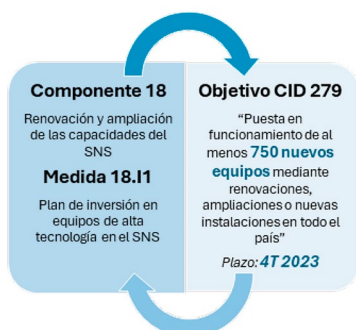 Componente 18
Renovación y ampliación
de las capacidades del
SNS
Medida 18.I1
Plan de inversión en
equipos de alta
tecnología en el SNS
Objetivo CID 279
“Puesta en
funcionamiento de al
menos 750 nuevos
equipos mediante
renovaciones,
ampliaciones o nuevas
instalaciones en todo el
país”
Plazo: 4T 2023